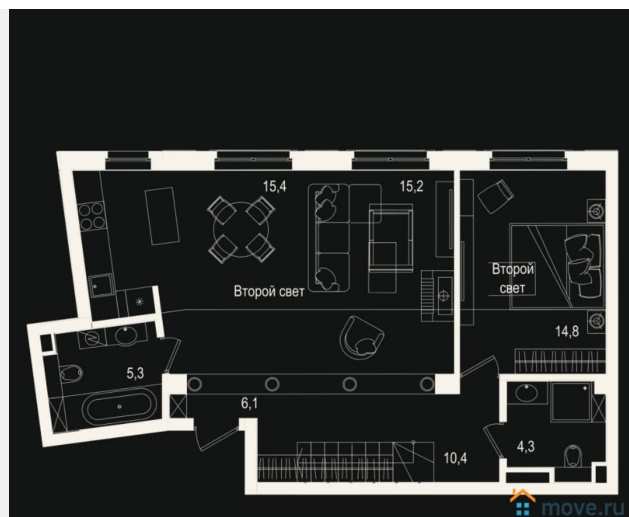 15,4
15,2
Второй свет
Второй
свет
14,8
5,3
6,1
10,4
4,3
move.ru